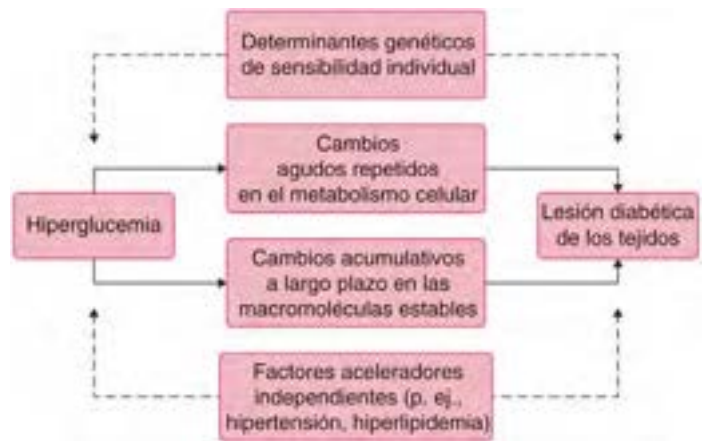 Determinantes genéticos
de sensibilidad individual
Cambios
agudos repetidos
en el metabolismo celular
Hiperglucemia
Lesión diabética
de los tejidos
Cambios acumulativos
a largo plazo en las
macromoléculas estables
Factores aceleradores
independientes (p. ej.,
hipertensión, hiperlipidemia)